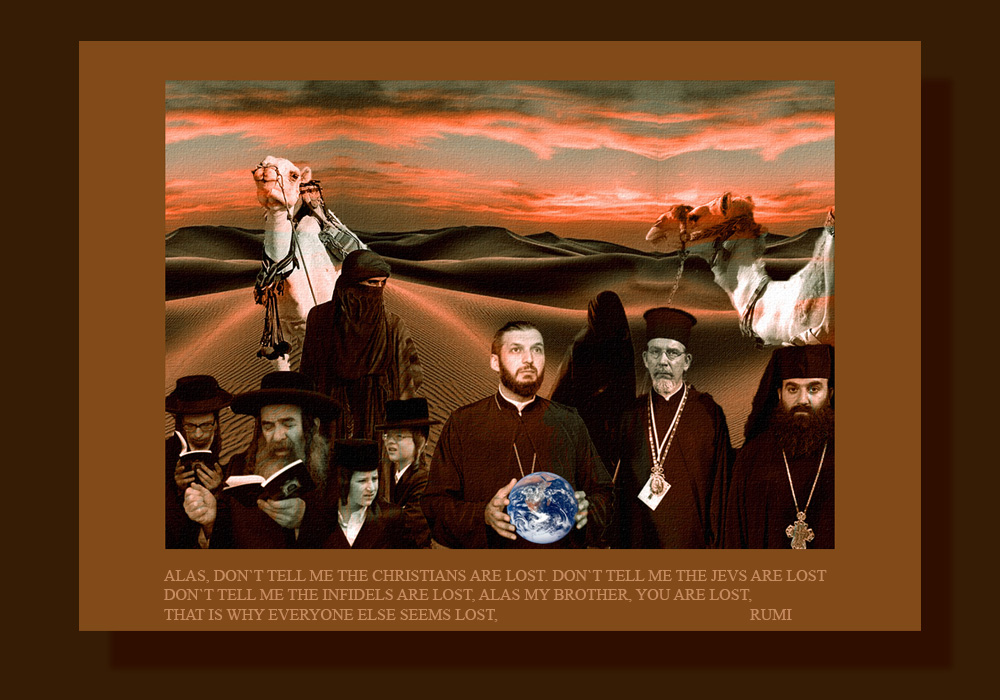 ALAS, DON`T TELL ME THE CHRISTIANS ARE LOST. DON`T TELL ME THE JEVS ARE LOST
DON`T TELL ME THE INFIDELS ARE LOST, ALAS MY BROTHER, YOU ARE LOST,
THAT IS WHY EVERYONE ELSE SEEMS LOST, RUMI